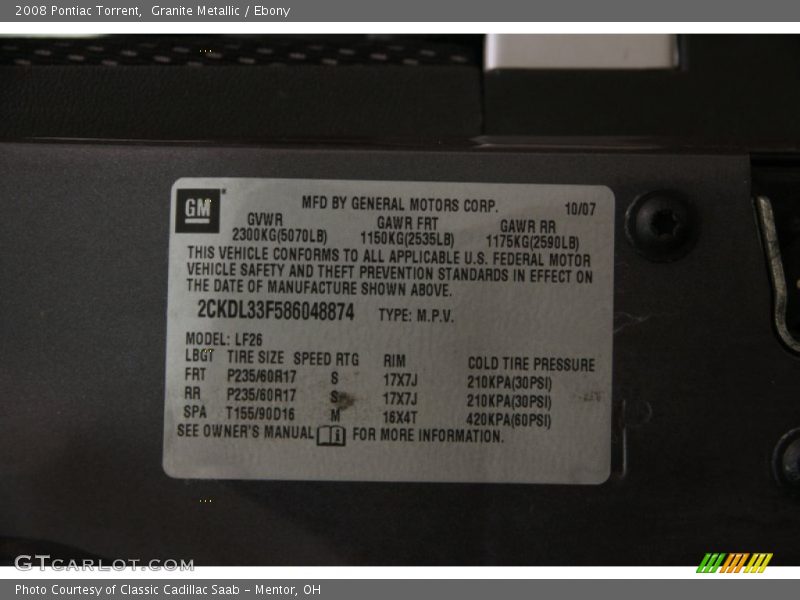 2008 Pontiac Torrent,  Granite Metallic / Ebony
GM
MFD BY GENERAL MOTORS CORP. 10/07
GVWR GAWR FRT GAWR RR
2300KG(5070LB) 1150KG(2535LB) 1175KG(2590LB)
THIS VEHICLE CONFORMS TO ALL APPLICABLE U.S. FEDERAL MOTOR
VEHICLE SAFETY AND THEFT PREVENTION STANDARDS IN EFFECT ON
THE DATE OF MANUFACTURE SHOWN ABOVE.
2CKDL33F586048874 TYPE: M.P.V.
MODEL: LF26
LBGT TIRE SIZE SPEED RTG RIM COLD TIRE PRESSURE
FRT P235/60R17 S 17X7J 210KPA(30PSI)
RR P235/60R17 S 17X7J 210KPA(30PSI)
SPA T155/90D16 M 16X4T 420KPA(60PSI)
SEE OWNER'S MANUAL FOR MORE INFORMATION.
GTCARLOT.COM
Photo Courtesy of Classic Cadillac Saab - Mentor, OH